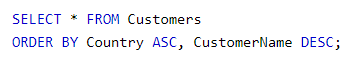 SELECT * FROM Customers
ORDER BY Country ASC, CustomerName DESC;